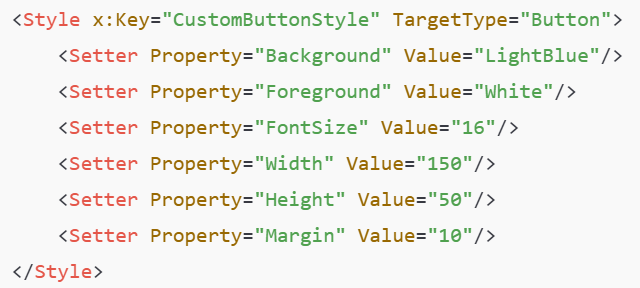 <Style x:Key="CustomButtonStyle" TargetType="Button">
    <Setter Property="Background" Value="LightBlue"/>
    <Setter Property="Foreground" Value="White"/>
    <Setter Property="FontSize" Value="16"/>
    <Setter Property="Width" Value="150"/>
    <Setter Property="Height" Value="50"/>
    <Setter Property="Margin" Value="10"/>
</Style>